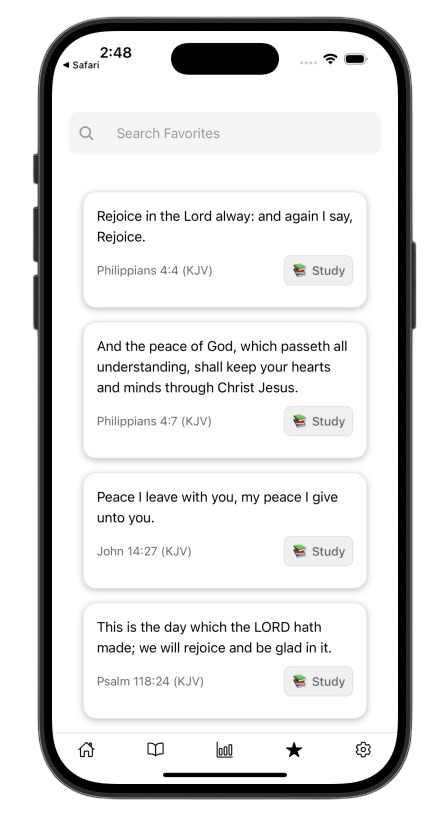 2:48
◀ Safari
Search Favorites
Rejoice in the Lord alway: and again I say,
Rejoice.
Philippians 4:4 (KJV)
📚 Study
And the peace of God, which passeth all
understanding, shall keep your hearts
and minds through Christ Jesus.
Philippians 4:7 (KJV)
📚 Study
Peace I leave with you, my peace I give
unto you.
John 14:27 (KJV)
📚 Study
This is the day which the LORD hath
made; we will rejoice and be glad in it.
Psalm 118:24 (KJV)
📚 Study